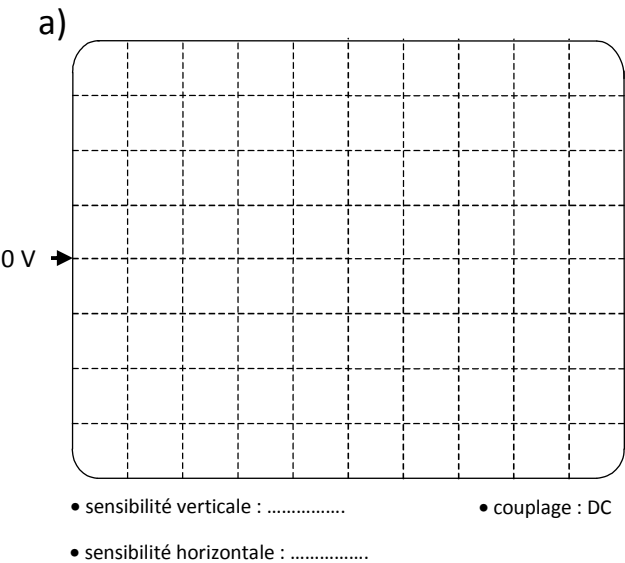 a)
0 V
• sensibilité verticale : ................ • couplage : DC
• sensibilité horizontale : ................